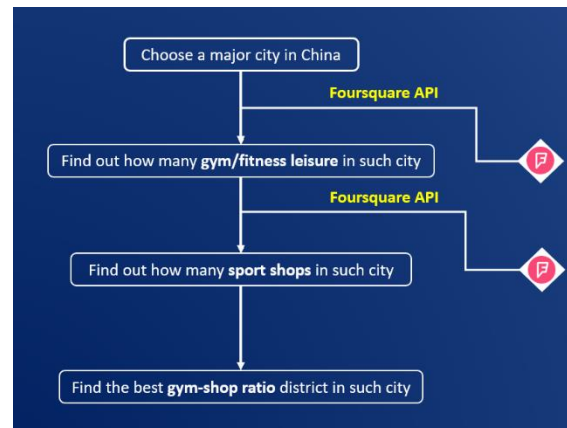 Choose a major city in China
Foursquare API
Find out how many gym/fitness leisure in such city
Foursquare API
Find out how many sport shops in such city
Find the best gym-shop ratio district in such city